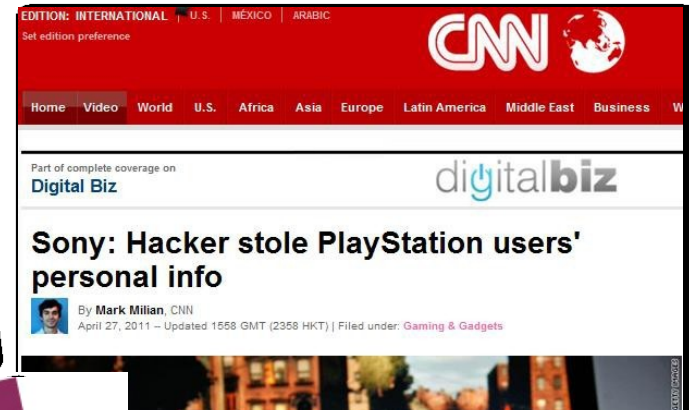 EDITION: INTERNATIONAL U.S. MÉXICO ARABIC
Set edition preference
CNN
Home Video World U.S. Africa Asia Europe Latin America Middle East Business
Part of complete coverage on
Digital Biz
digitalbiz
Sony: Hacker stole PlayStation users'
personal info
By Mark Milian, CNN
April 27, 2011 -- Updated 1558 GMT (2358 HKT) | Filed under: Gaming & Gadgets
GETTY IMAGES